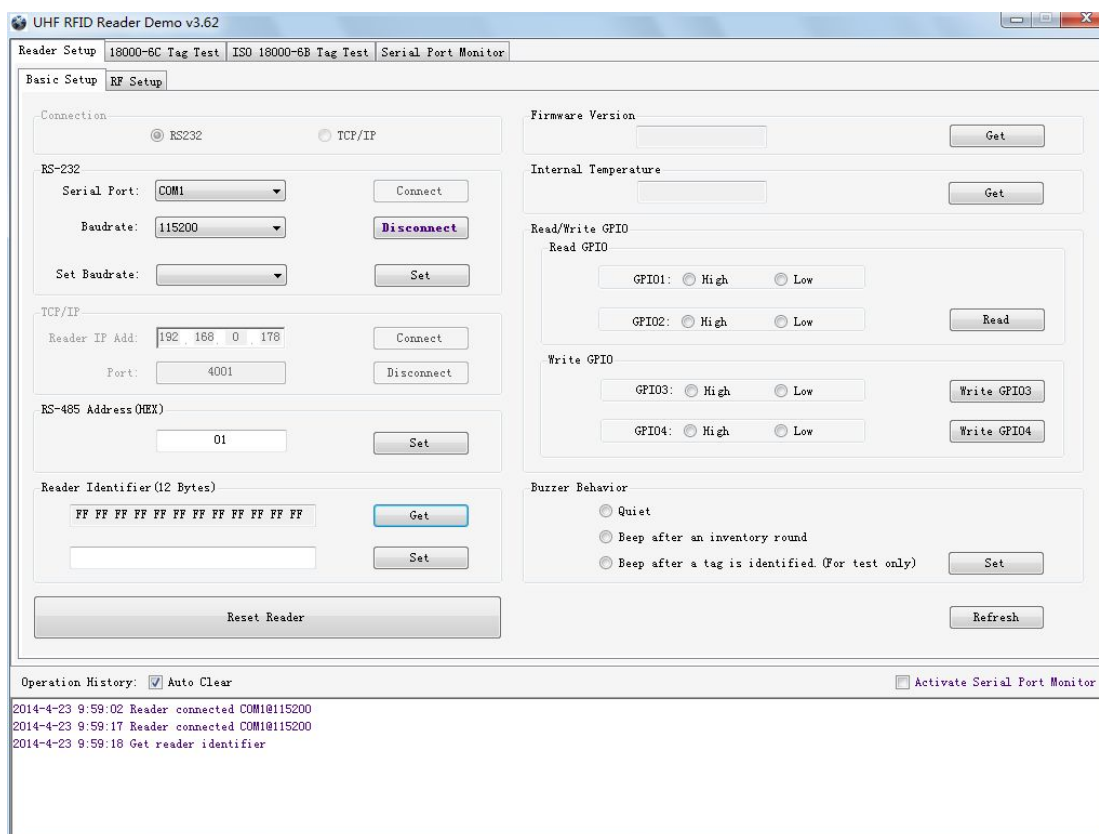 UHF RFID Reader Demo v3.62
Reader Setup 18000-6C Tag Test ISO 18000-6B Tag Test Serial Port Monitor
Basic Setup RF Setup
Connection
RS232 TCP/IP
RS-232
Serial Port: COM1 Connect
Baudrate: 115200 Disconnect
Set Baudrate: Set
TCP/IP
Reader IP Add: 192 . 168 . 0 . 178 Connect
Port: 4001 Disconnect
RS-485 Address(HEX)
01 Set
Reader Identifier(12 Bytes)
FF FF FF FF FF FF FF FF FF FF FF FF Get
Set
Reset Reader
Firmware Version
Get
Internal Temperature
Get
Read/Write GPIO
Read GPIO
GPIO1: High Low
GPIO2: High Low Read
Write GPIO
GPIO3: High Low Write GPIO3
GPIO4: High Low Write GPIO4
Buzzer Behavior
Quiet
Beep after an inventory round
Beep after a tag is identified.(For test only) Set
Refresh
Operation History: Auto Clear Activate Serial Port Monitor
2014-4-23 9:59:02 Reader connected COM1@115200
2014-4-23 9:59:17 Reader connected COM1@115200
2014-4-23 9:59:18 Get reader identifier